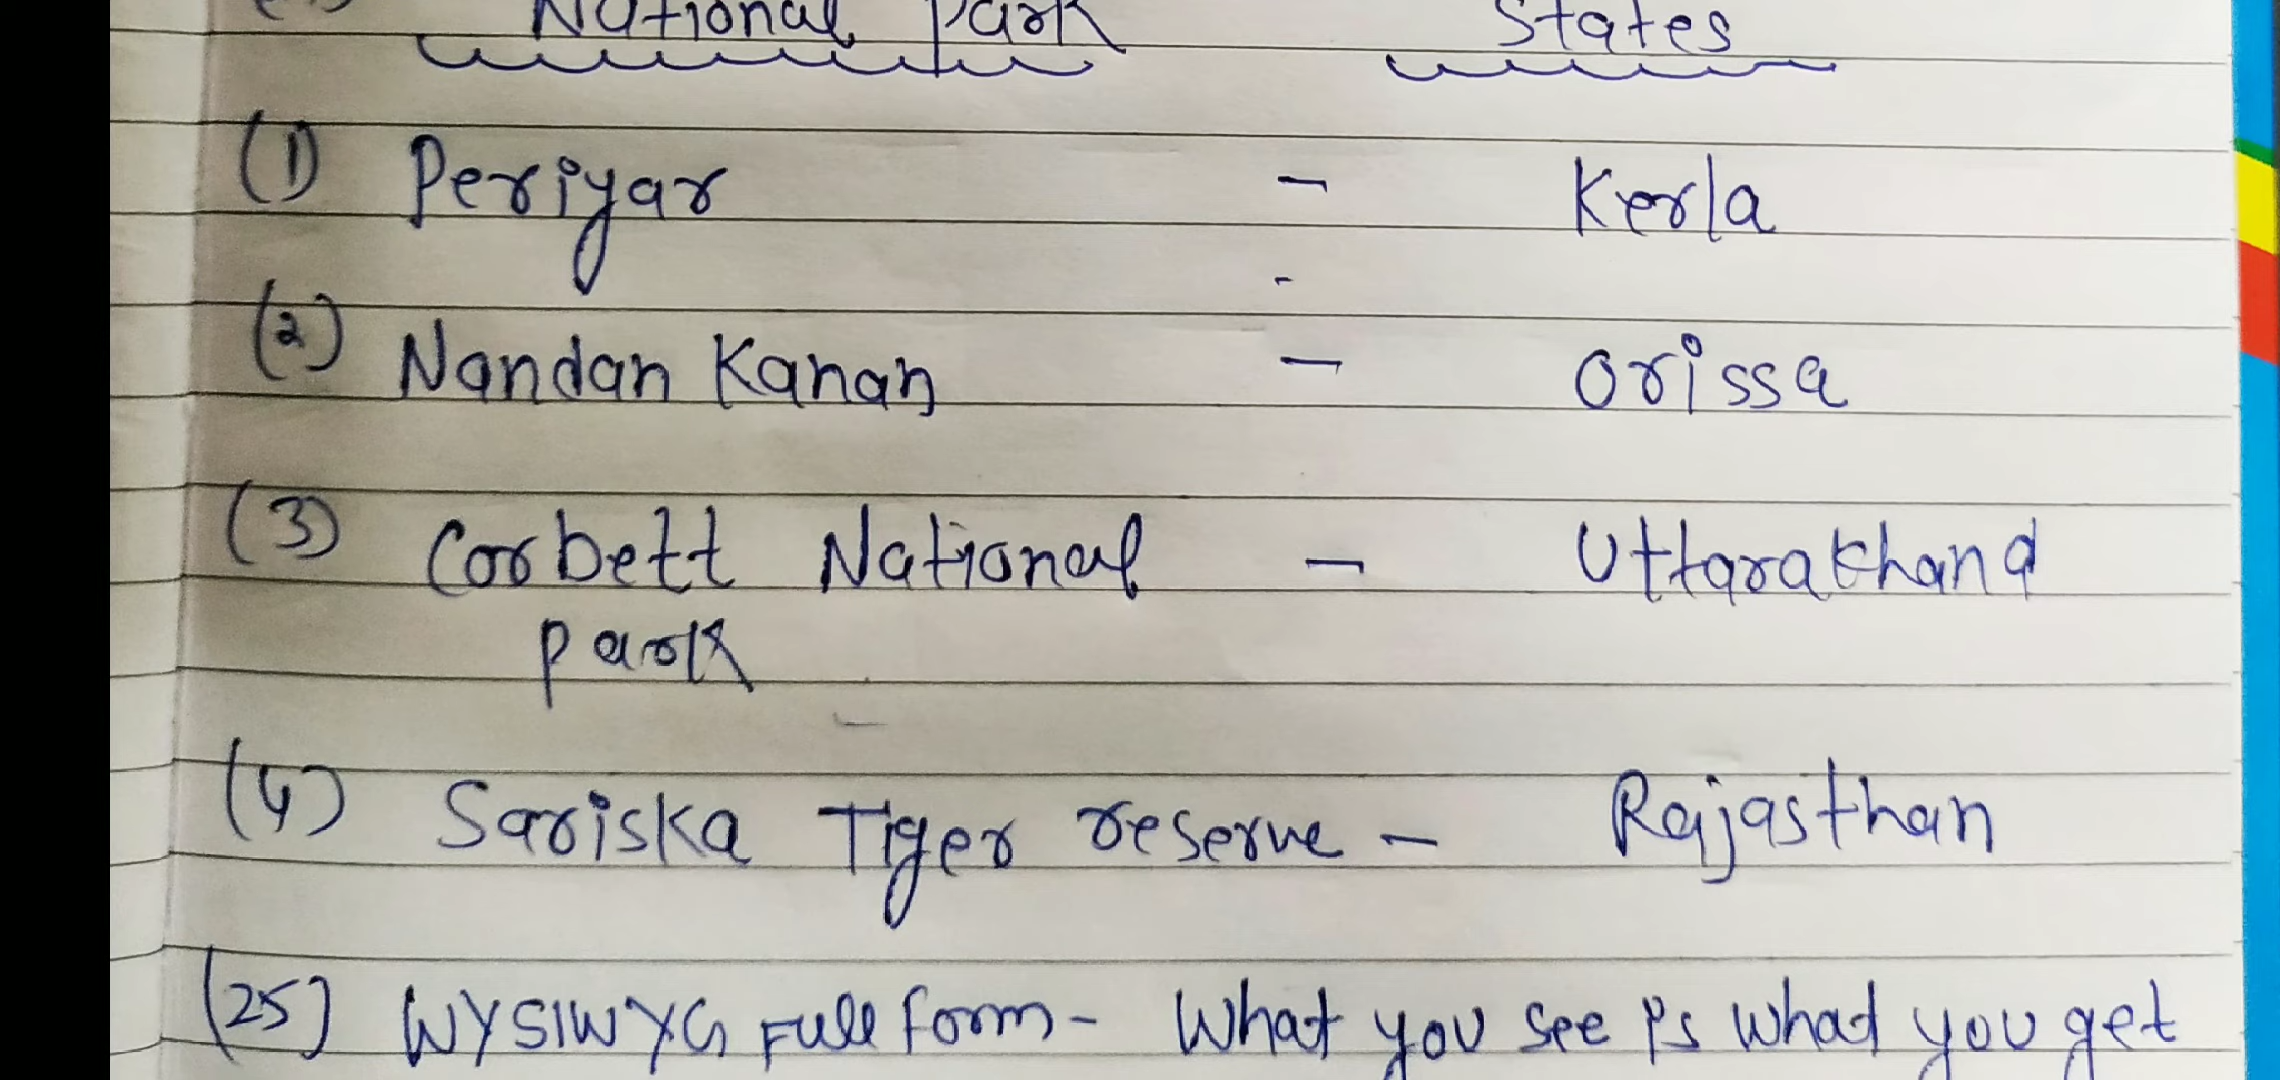 National Park States
(1) Periyar - Kerla
(2) Nandan Kanan - Orissa
(3) Corbett National - Uttarakhand
park
(4) Sariska Tiger reserve - Rajasthan
(25) WYSIWYG Full form - What you see is what you get